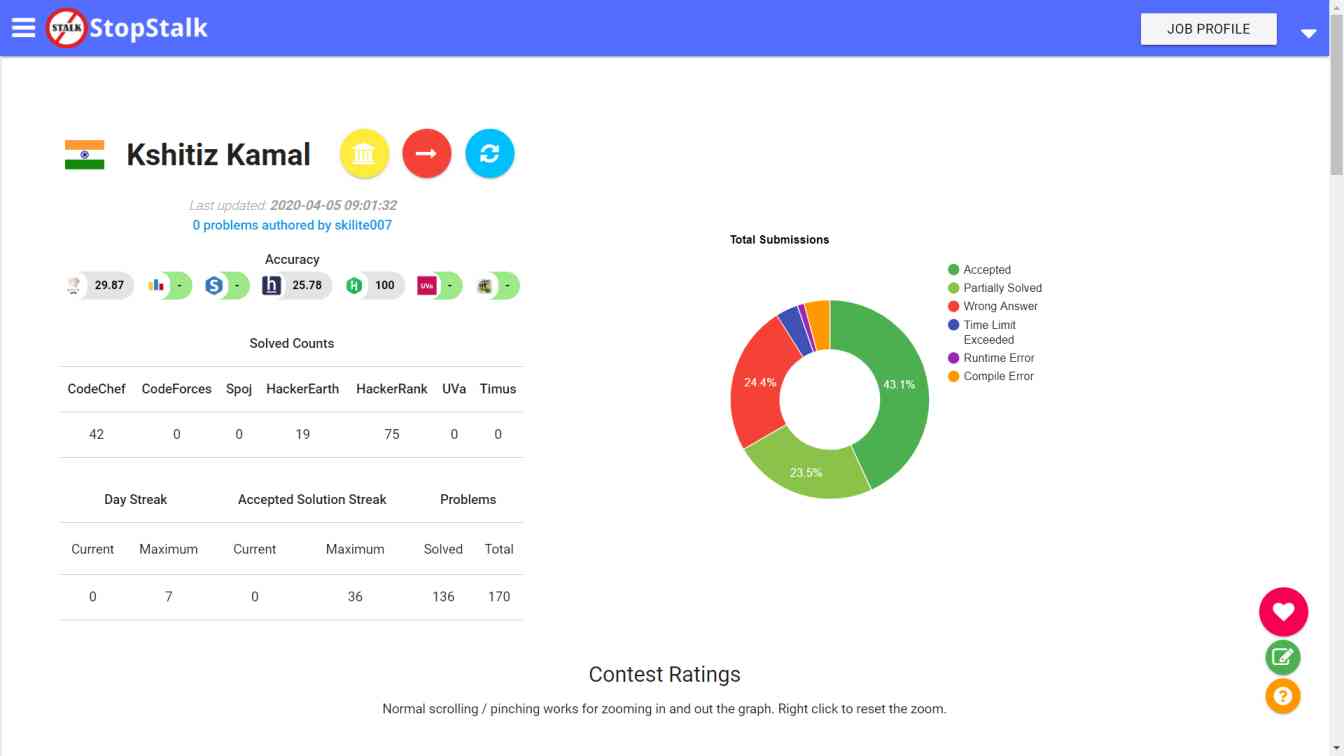 STALK StopStalk
JOB PROFILE
Kshitiz Kamal
Last updated: 2020-04-05 09:01:32
0 problems authored by skilite007
Accuracy
29.87 - - h 25.78 H 100 UVa - -
Solved Counts
CodeChef CodeForces Spoj HackerEarth HackerRank UVa Timus
42 0 0 19 75 0 0
Day Streak Accepted Solution Streak Problems
Current Maximum Current Maximum Solved Total
0 7 0 36 136 170
Total Submissions
43.1%
23.5%
24.4%
Accepted
Partially Solved
Wrong Answer
Time Limit
Exceeded
Runtime Error
Compile Error
Contest Ratings
Normal scrolling / pinching works for zooming in and out the graph. Right click to reset the zoom.